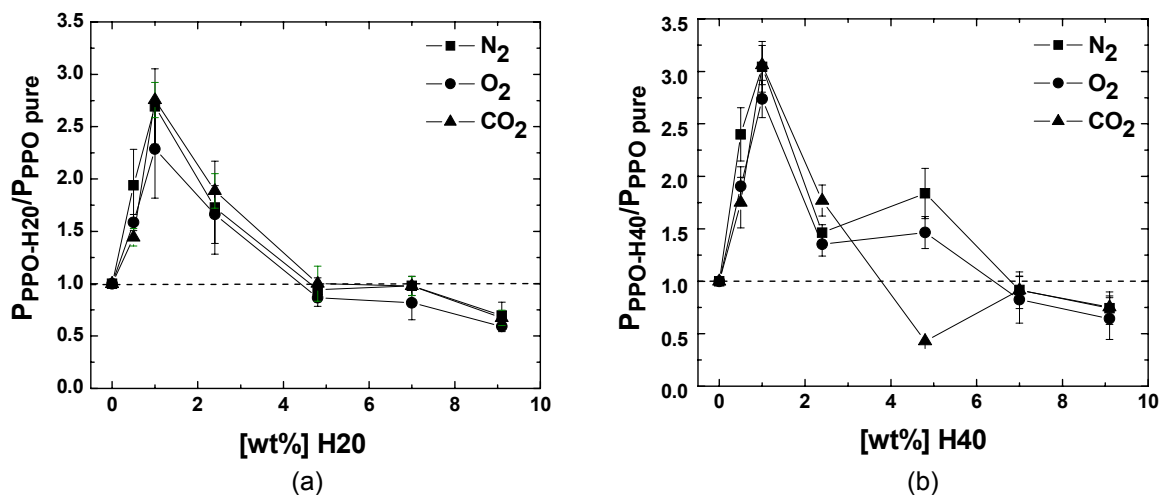 P_PPO-H20/P_PPO pure
3.5
3.0
2.5
2.0
1.5
1.0
0.5
0.0
N2
O2
CO2
0 2 4 6 8 10
[wt%] H20
(a)
P_PPO-H40/P_PPO pure
3.5
3.0
2.5
2.0
1.5
1.0
0.5
0.0
N2
O2
CO2
0 2 4 6 8 10
[wt%] H40
(b)